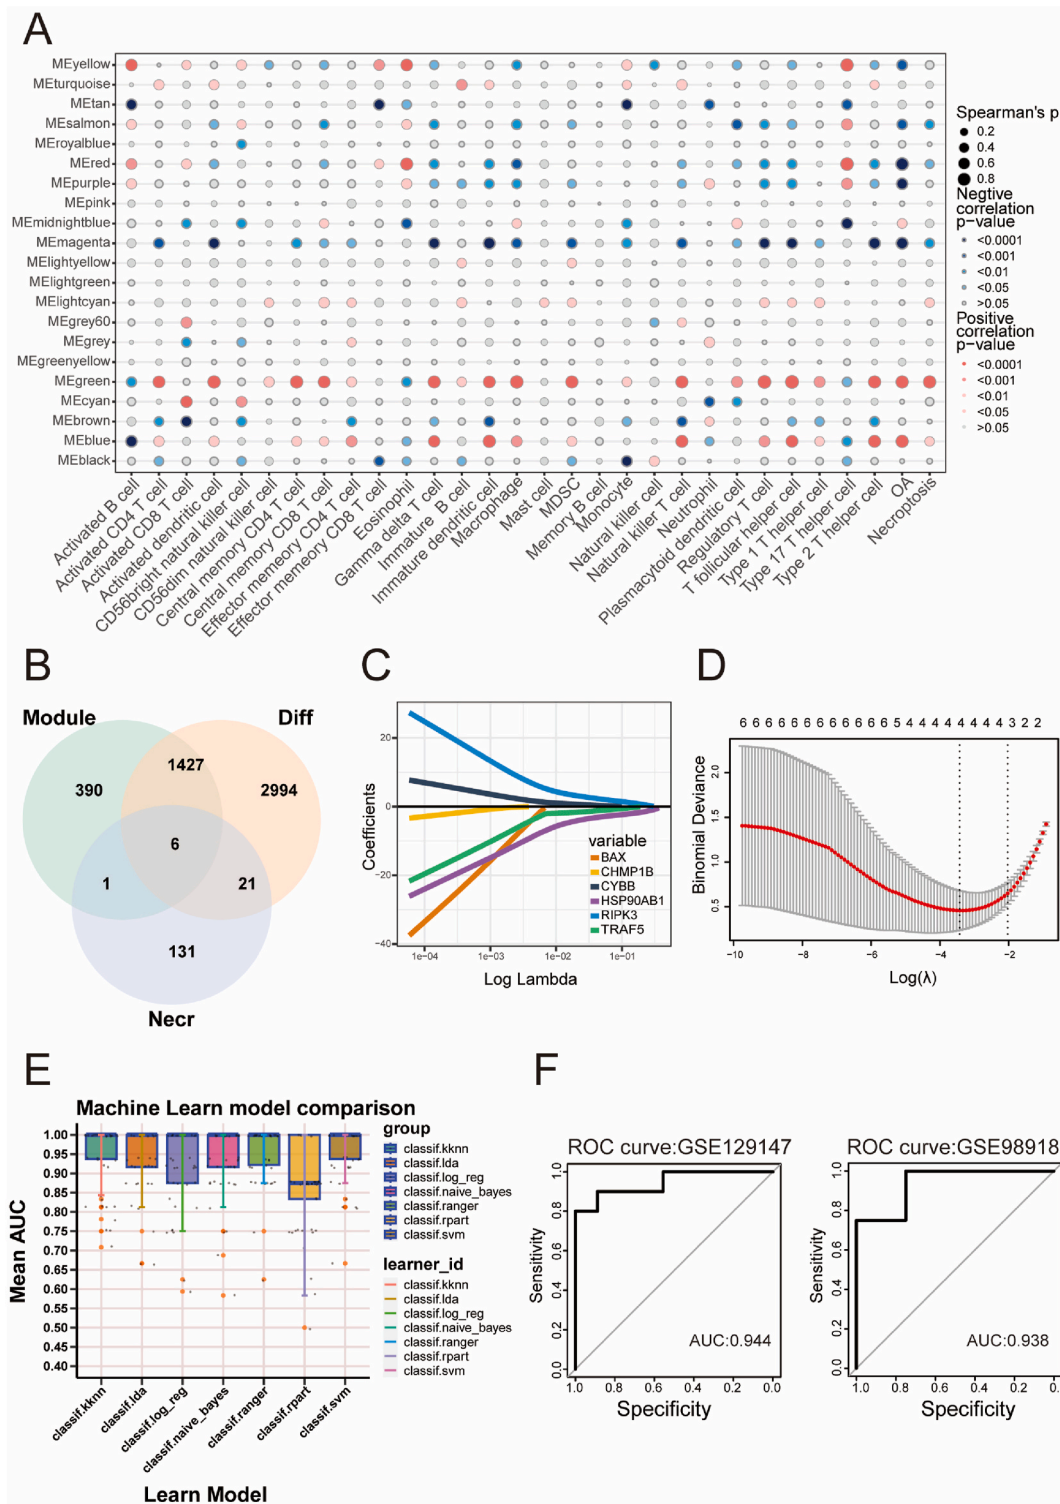 A
MEyellow
MEturquoise
MEtan
MEsalmon
MEroyalblue
MEred
MEpurple
MEpink
MEmidnightblue
MEmagenta
MElightyellow
MElightgreen
MElightcyan
MEgrey60
MEgrey
MEgreenyellow
MEgreen
MEcyan
MEbrown
MEblue
MEblack
Activated B cell
Activated CD4 T cell
Activated CD8 T cell
Activated dendritic cell
CD56bright natural killer cell
CD56dim natural killer cell
Central memory CD4 T cell
Central memory CD8 T cell
Effector memeory CD4 T cell
Effector memeory CD8 T cell
Eosinophil
Gamma delta T cell
Immature B cell
Immature dendritic cell
Macrophage
Mast cell
MDSC
Memory B cell
Monocyte
Natural killer cell
Natural killer T cell
Neutrophil
Plasmacytoid dendritic cell
Regulatory T cell
T follicular helper cell
Type 1 T helper cell
Type 17 T helper cell
Type 2 T helper cell
OA
Necroptosis
Spearman's p
0.2
0.4
0.6
0.8
Negtive
correlation
p-value
<0.0001
<0.001
<0.01
<0.05
>0.05
Positive
correlation
p-value
<0.0001
<0.001
<0.01
<0.05
>0.05
B
Module
Diff
1427
390
2994
6
1
21
131
Necr
C
20
0
−20
−40
Coefficients
variable
BAX
CHMP1B
CYBB
HSP90AB1
RIPK3
TRAF5
1e−04
1e−03
1e−02
1e−01
Log Lambda
D
6 6 6 6 6 6 6 6 6 6 6 6 5 4 4 4 4 4 4 4 4 3 2 2
2.0
1.5
1.0
0.5
Binomial Deviance
−10
−8
−6
−4
−2
Log(λ)
E
Machine Learn model comparison
1.00
0.95
0.90
0.85
0.80
0.75
0.70
0.65
0.60
0.55
0.50
0.45
0.40
Mean AUC
classif.kknn
classif.lda
classif.log_reg
classif.naive_bayes
classif.ranger
classif.rpart
classif.svm
Learn Model
group
classif.kknn
classif.lda
classif.log_reg
classif.naive_bayes
classif.ranger
classif.rpart
classif.svm
learner_id
classif.kknn
classif.lda
classif.log_reg
classif.naive_bayes
classif.ranger
classif.rpart
classif.svm
F
ROC curve:GSE129147
1.0
0.8
0.6
0.4
0.2
0.0
Sensitivity
AUC:0.944
1.0 0.8 0.6 0.4 0.2 0.0
Specificity
ROC curve:GSE98918
1.0
0.8
0.6
0.4
0.2
0.0
Sensitivity
AUC:0.938
1.0 0.8 0.6 0.4 0.2 0.
Specificity